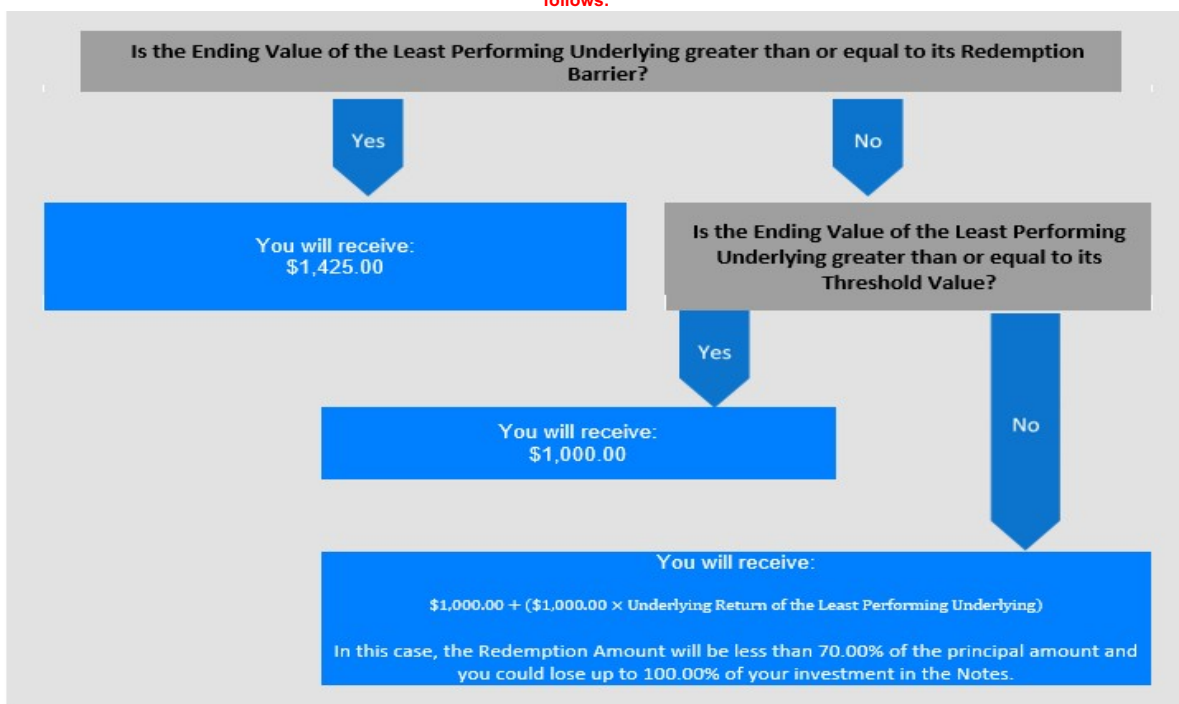 follows:
Is the Ending Value of the Least Performing Underlying greater than or equal to its Redemption
Barrier?
Yes
No
You will receive:
$1,425.00
Is the Ending Value of the Least Performing
Underlying greater than or equal to its
Threshold Value?
Yes
No
You will receive:
$1,000.00
You will receive:
$1,000.00 + ($1,000.00 × Underlying Return of the Least Performing Underlying)
In this case, the Redemption Amount will be less than 70.00% of the principal amount and
you could lose up to 100.00% of your investment in the Notes.